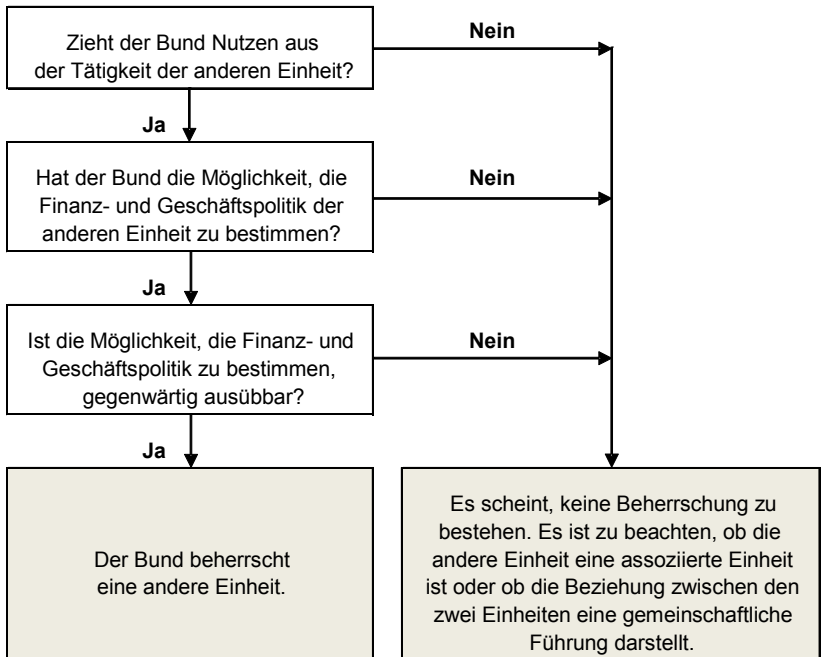 Zieht der Bund Nutzen aus
der Tätigkeit der anderen Einheit?
Nein
Ja
Hat der Bund die Möglichkeit, die
Finanz- und Geschäftspolitik der
anderen Einheit zu bestimmen?
Nein
Ja
Ist die Möglichkeit, die Finanz- und
Geschäftspolitik zu bestimmen,
gegenwärtig ausübbar?
Nein
Ja
Der Bund beherrscht
eine andere Einheit.
Es scheint, keine Beherrschung zu
bestehen. Es ist zu beachten, ob die
andere Einheit eine assoziierte Einheit
ist oder ob die Beziehung zwischen den
zwei Einheiten eine gemeinschaftliche
Führung darstellt.